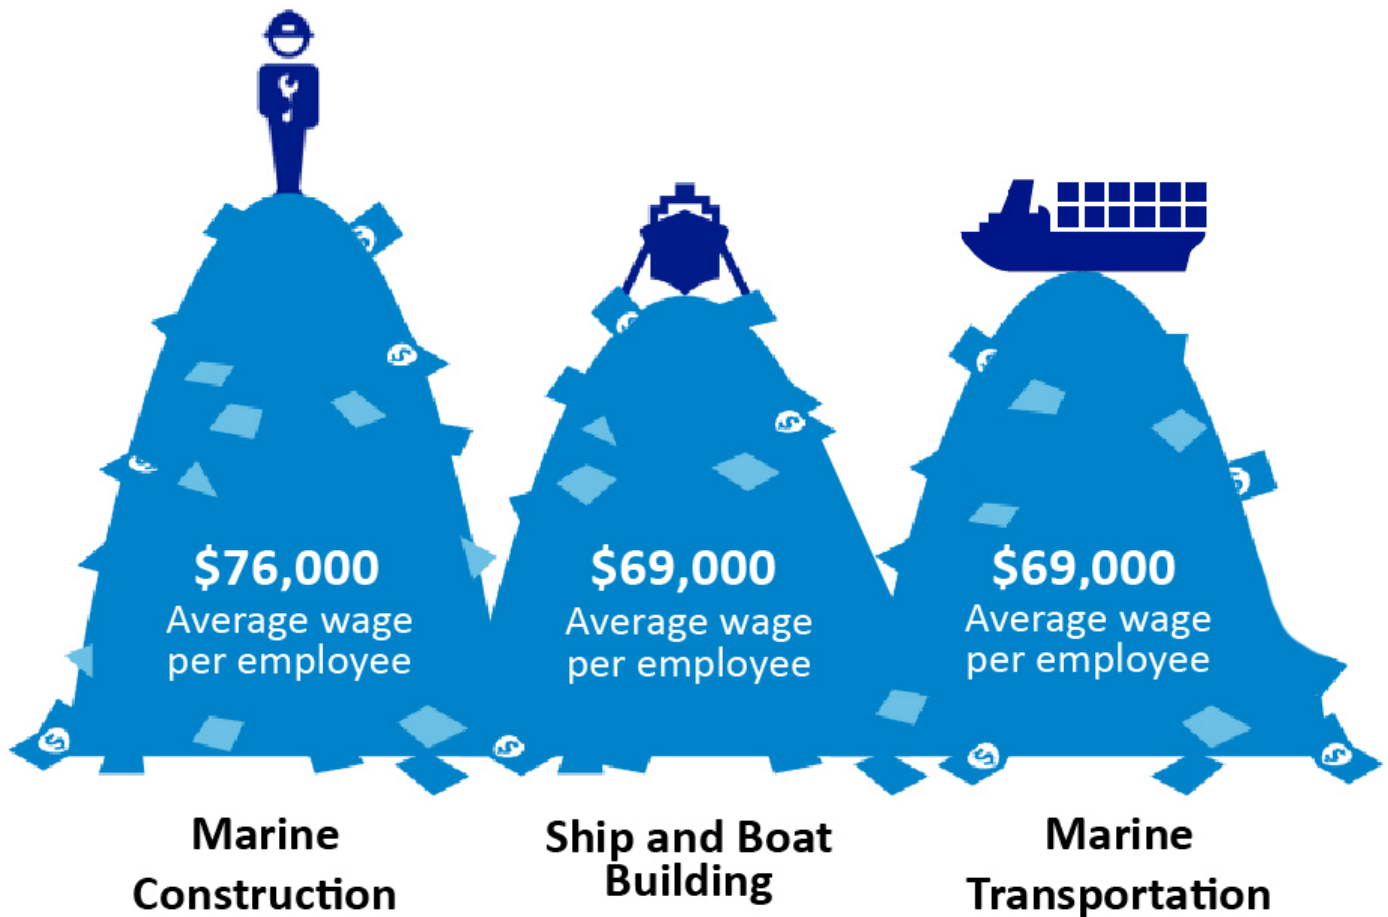 $76,000
Average wage
per employee
$69,000
Average wage
per employee
$69,000
Average wage
per employee
Marine
Construction
Ship and Boat
Building
Marine
Transportation